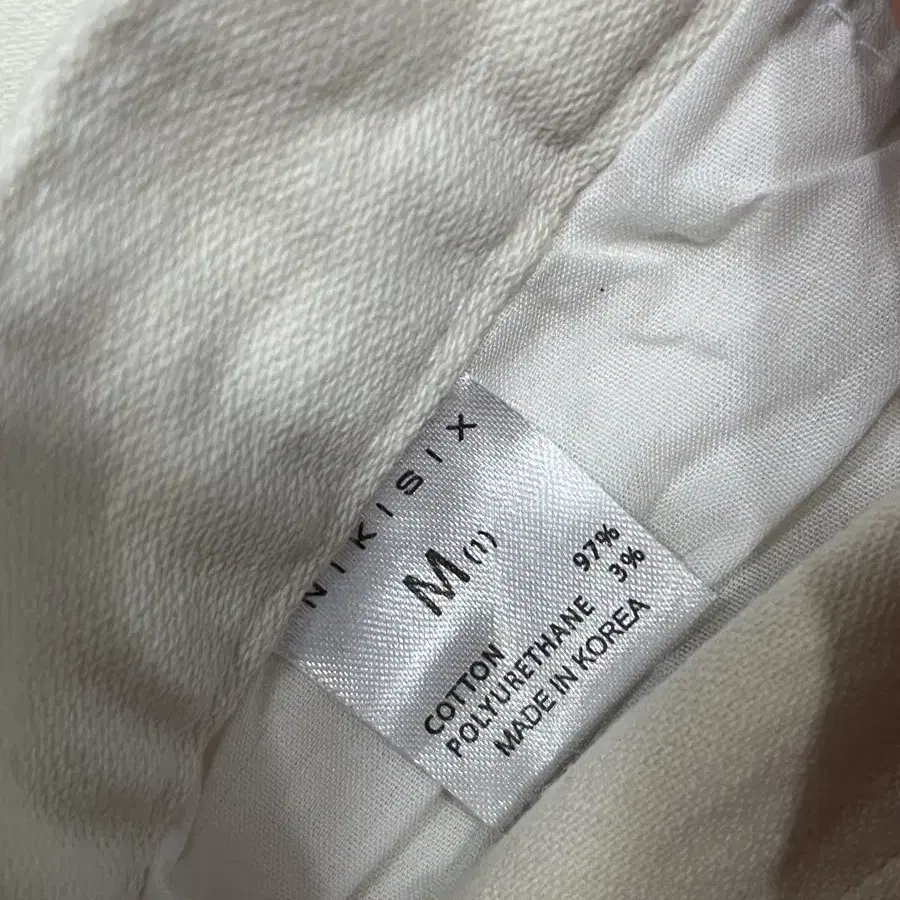 NIKISIX
M(1)
COTTON 97%
POLYURETHANE 3%
MADE IN KOREA